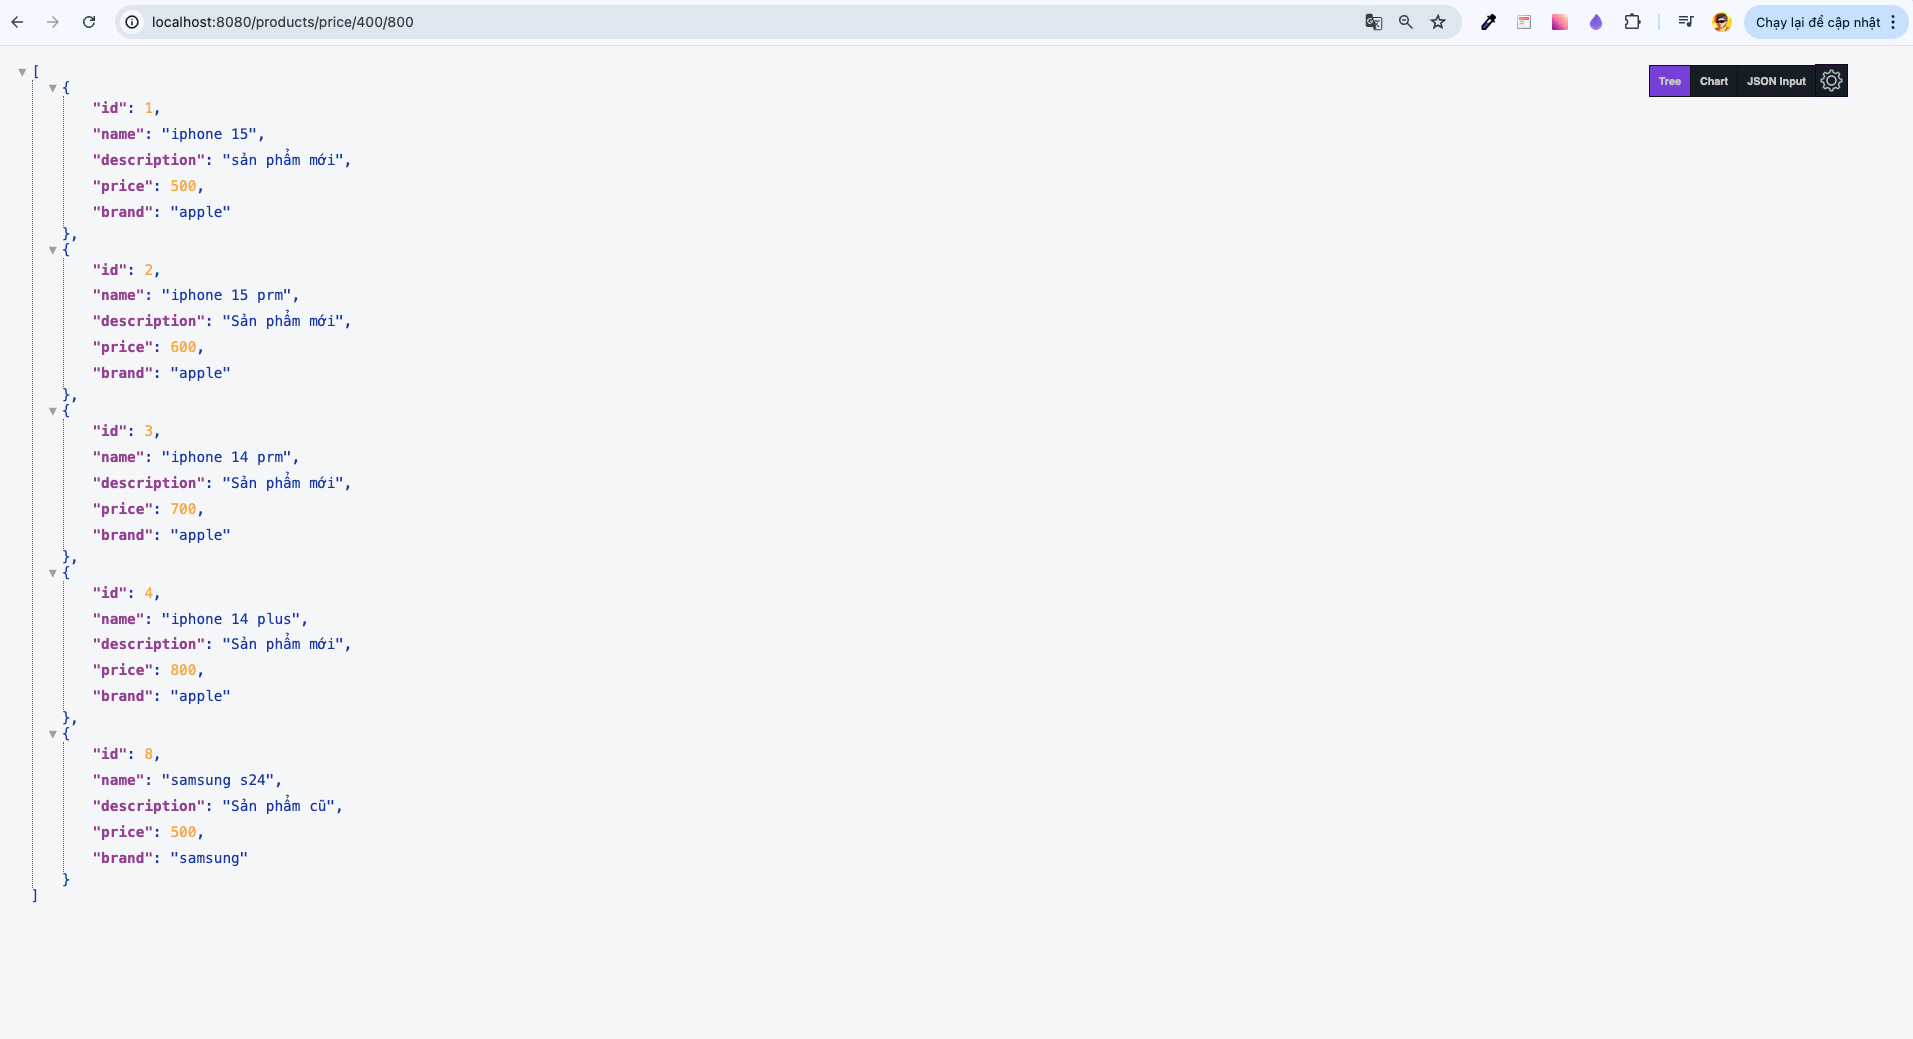 localhost:8080/products/price/400/800
Chạy lại để cập nhật
Tree
Chart
JSON Input
[
{
"id": 1,
"name": "iphone 15",
"description": "sản phẩm mới",
"price": 500,
"brand": "apple"
},
{
"id": 2,
"name": "iphone 15 prm",
"description": "Sản phẩm mới",
"price": 600,
"brand": "apple"
},
{
"id": 3,
"name": "iphone 14 prm",
"description": "Sản phẩm mới",
"price": 700,
"brand": "apple"
},
{
"id": 4,
"name": "iphone 14 plus",
"description": "Sản phẩm mới",
"price": 800,
"brand": "apple"
},
{
"id": 8,
"name": "samsung s24",
"description": "Sản phẩm cũ",
"price": 500,
"brand": "samsung"
}
]